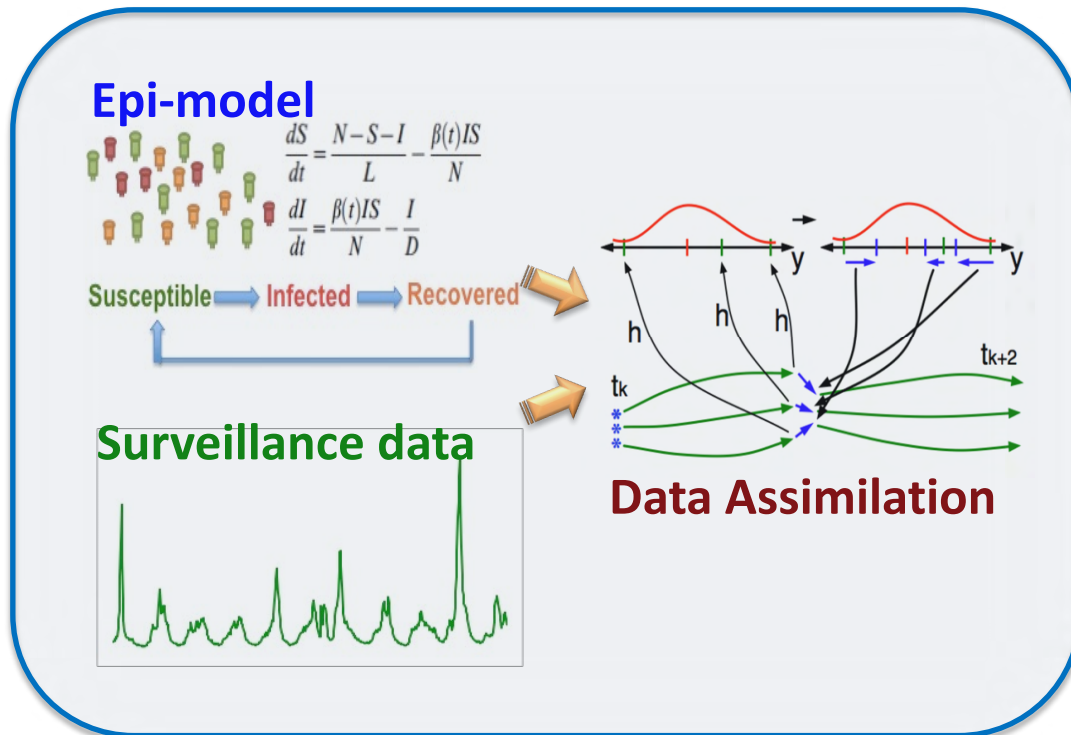 Epi-model
dS/dt = (N−S−I)/L − β(t)IS/N
dI/dt = β(t)IS/N − I/D
Susceptible Infected Recovered
Surveillance data
y y
h h h
tk tk+2
*
*
*
Data Assimilation